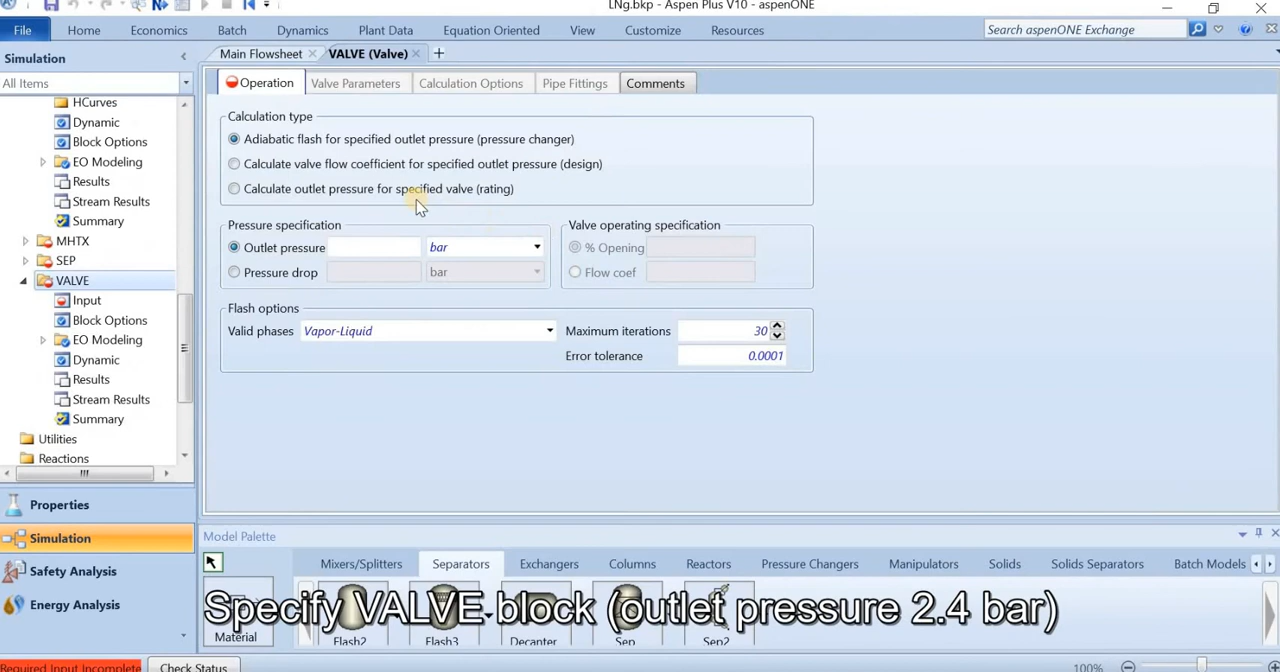 LNg.bkp - Aspen Plus V10 - aspenONE
File Home Economics Batch Dynamics Plant Data Equation Oriented View Customize Resources Search aspenONE Exchange
Simulation
Main Flowsheet VALVE (Valve) +
All Items
Operation Valve Parameters Calculation Options Pipe Fittings Comments
HCurves
Dynamic
Block Options
EO Modeling
Results
Stream Results
Summary
MHTX
SEP
VALVE
Input
Block Options
EO Modeling
Dynamic
Results
Stream Results
Summary
Utilities
Reactions
Calculation type
Adiabatic flash for specified outlet pressure (pressure changer)
Calculate valve flow coefficient for specified outlet pressure (design)
Calculate outlet pressure for specified valve (rating)
Pressure specification
Outlet pressure bar
Pressure drop bar
Valve operating specification
% Opening
Flow coef
Flash options
Valid phases Vapor-Liquid
Maximum iterations 30
Error tolerance 0.0001
Properties
Simulation
Safety Analysis
Energy Analysis
Model Palette
Mixers/Splitters Separators Exchangers Columns Reactors Pressure Changers Manipulators Solids Solids Separators Batch Models
Specify VALVE block (outlet pressure 2.4 bar)
Material Flash2 Flash3 Decanter Sep Sep2
Required Input Incomplete Check Status 100%